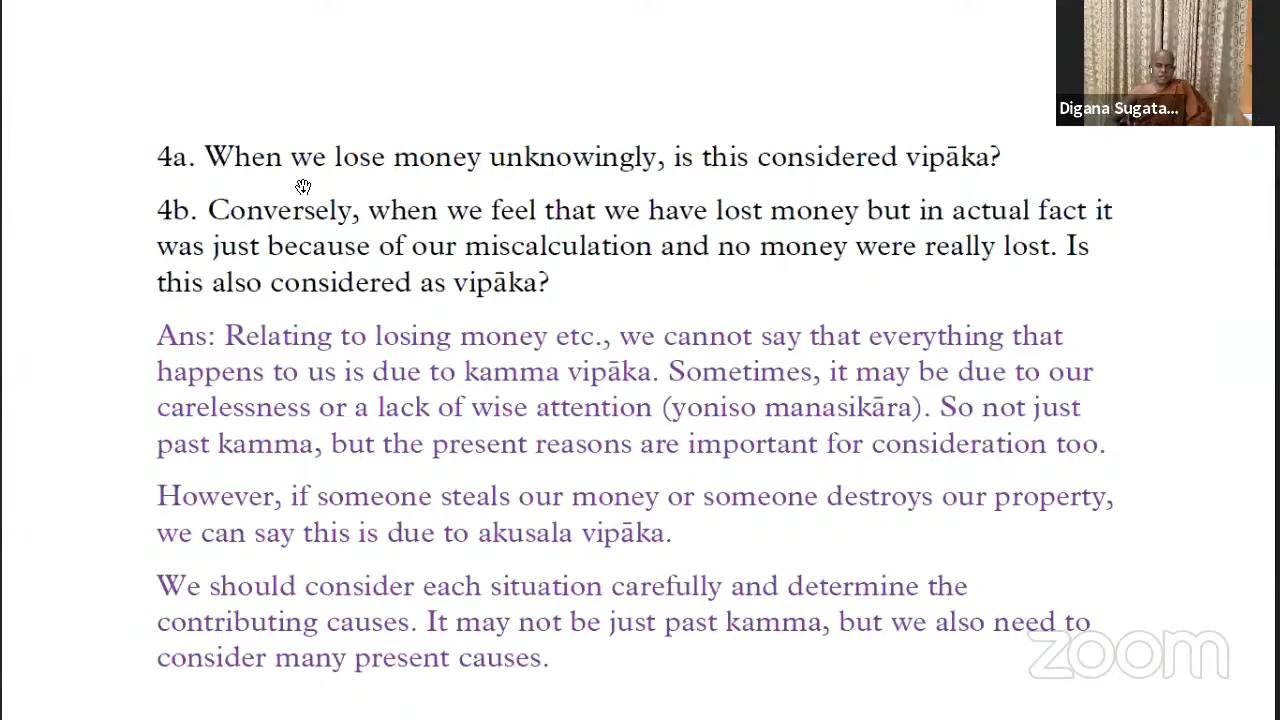 Digana Sugata...
4a. When we lose money unknowingly, is this considered vipāka?
4b. Conversely, when we feel that we have lost money but in actual fact it
was just because of our miscalculation and no money were really lost. Is
this also considered as vipāka?
Ans: Relating to losing money etc., we cannot say that everything that
happens to us is due to kamma vipāka. Sometimes, it may be due to our
carelessness or a lack of wise attention (yoniso manasikāra). So not just
past kamma, but the present reasons are important for consideration too.
However, if someone steals our money or someone destroys our property,
we can say this is due to akusala vipāka.
We should consider each situation carefully and determine the
contributing causes. It may not be just past kamma, but we also need to
consider many present causes.
zoom